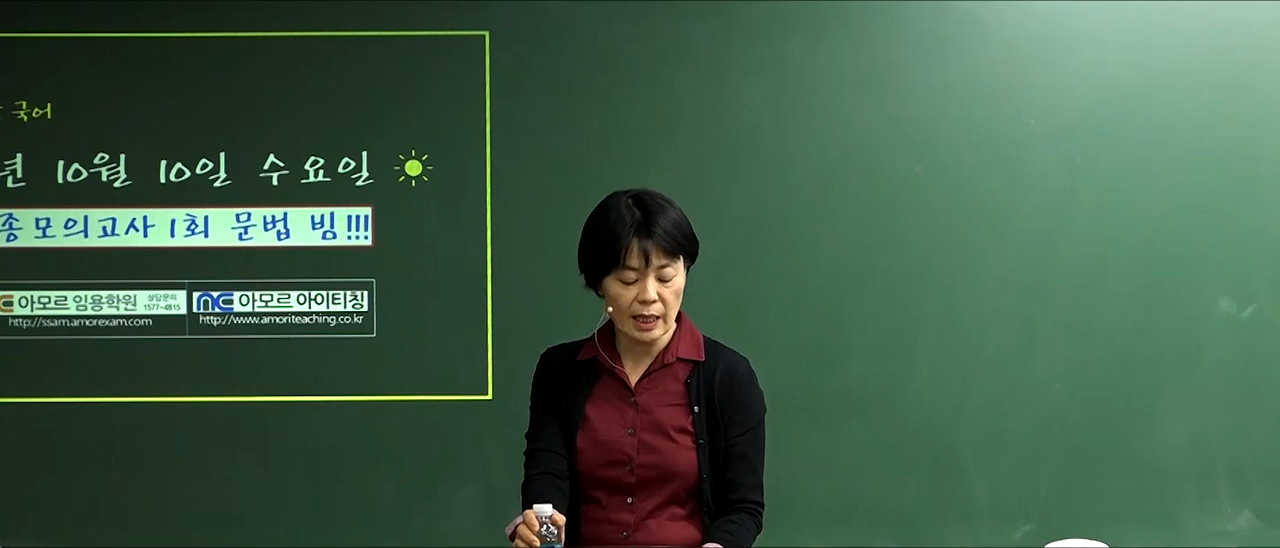 국어
년 10월 10일 수요일
종모의고사 1회 문법 빔!!!
아모르 임용학원 상담문의 1577-4815
http://ssam.amorexam.com
아모르 아이티칭
http://www.amoriteaching.co.kr